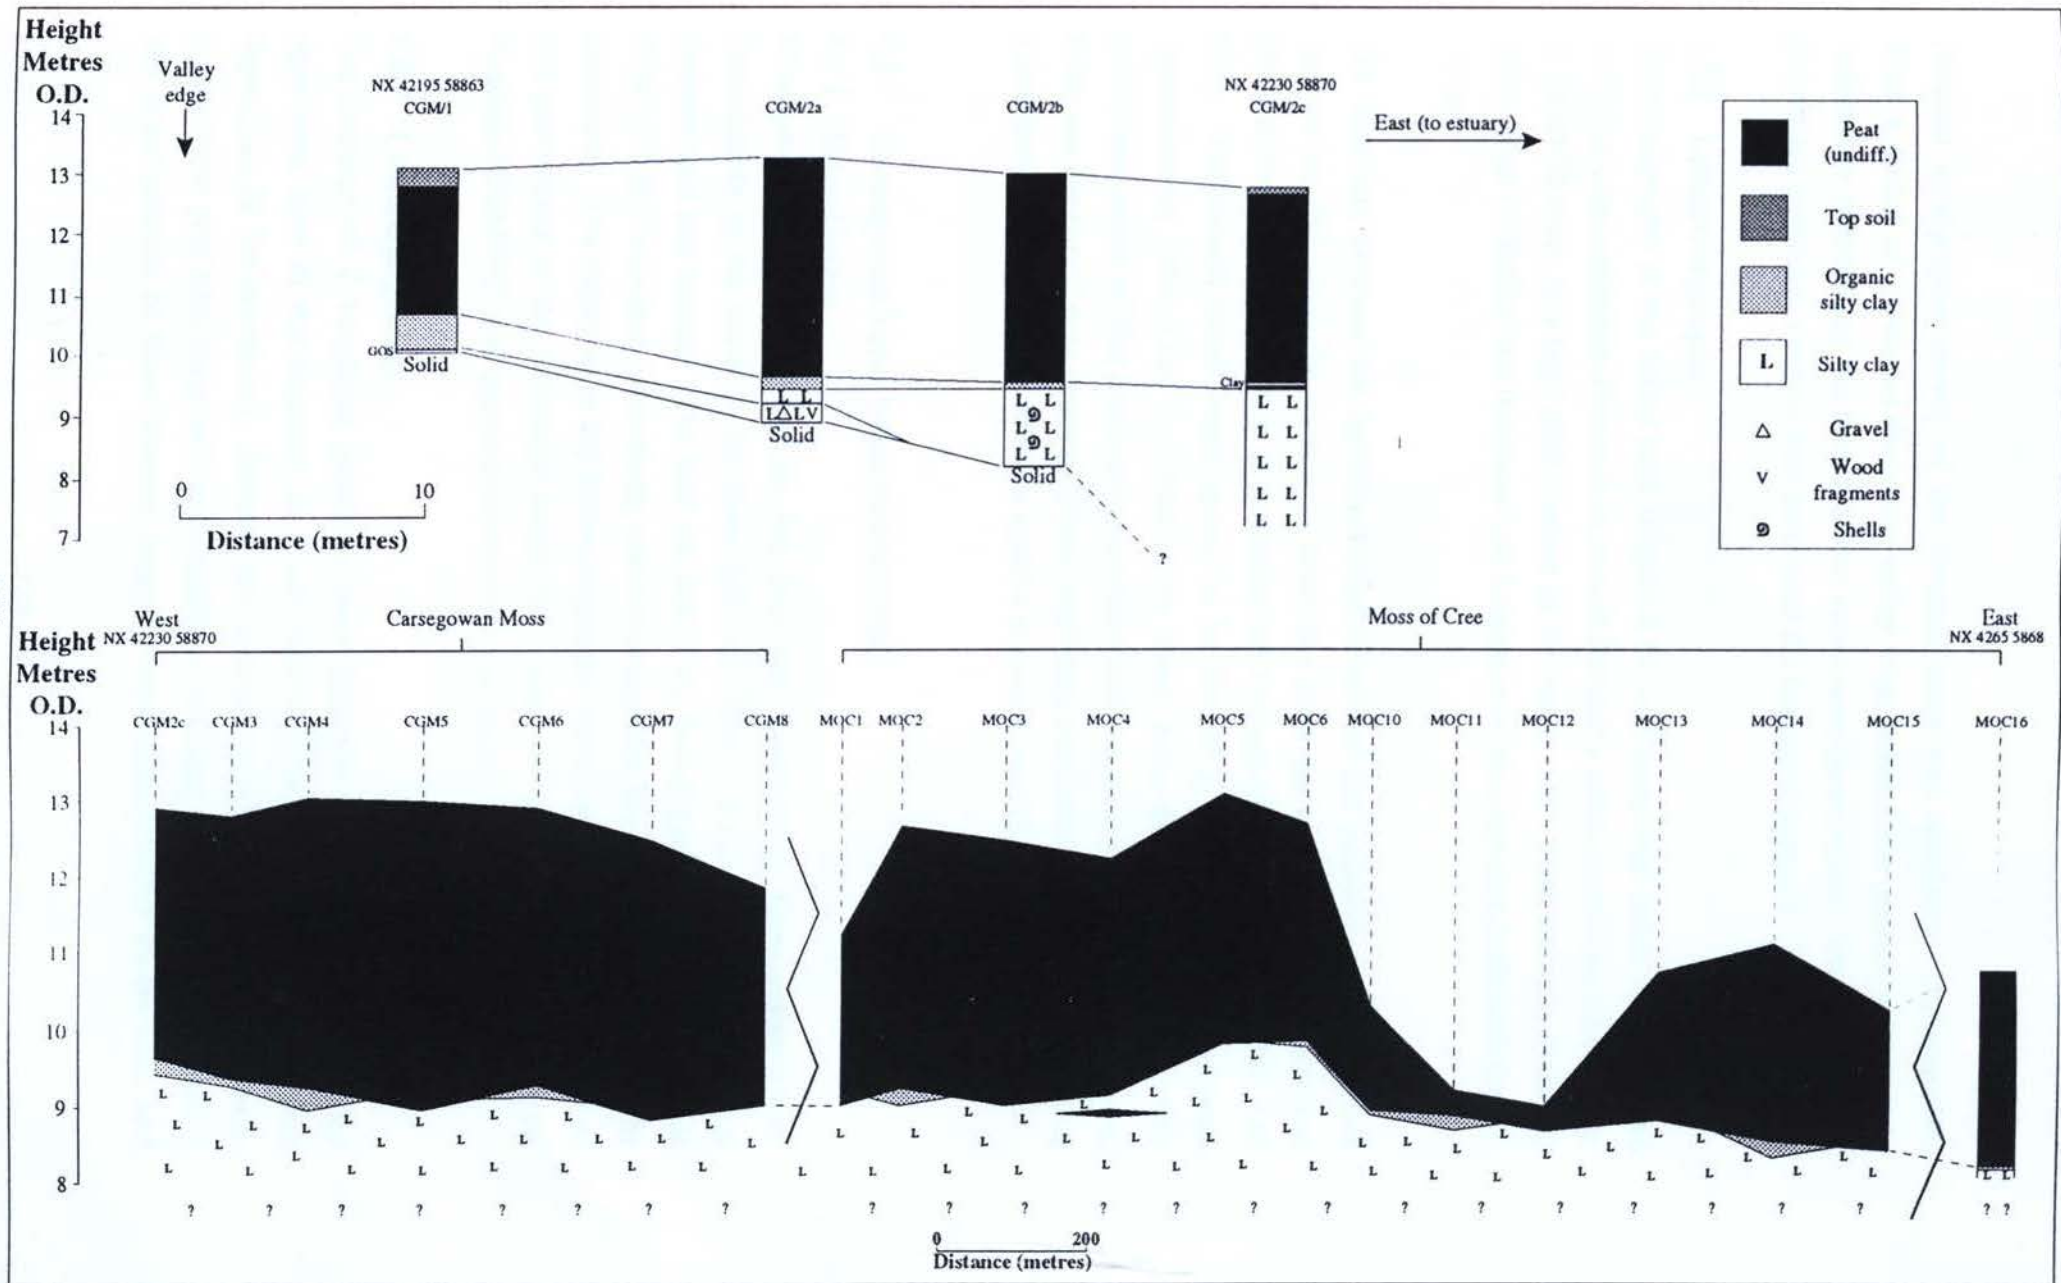 Height
Metres
O.D.
14
13
12
11
10
9
8
7
Valley
edge
NX 42195 58863
CGM/1
CGM/2a
CGM/2b
NX 42230 58870
CGM/2c
East (to estuary)
GOS
Solid
L L
L L V
Solid
L L
L L
L L
Solid
Clay
L L
L L
L L
L L
L L
?
0 10
Distance (metres)
Peat
(undiff.)
Top soil
Organic
silty clay
L Silty clay
Gravel
V Wood
fragments
Shells
West
NX 42230 58870
Carsegowan Moss
Moss of Cree
East
NX 4265 5868
Height
Metres
O.D.
14
13
12
11
10
9
8
CGM2c CGM3 CGM4 CGM5 CGM6 CGM7 CGM8 MOC1 MOC2 MOC3 MOC4 MOC5 MOC6 MOC10 MOC11 MOC12 MOC13 MOC14 MOC15 MOC16
? ? ? ? ? ? ? ? ? ? ? ? ? ? ? ? ? ? ? ? ? ? ?
0 200
Distance (metres)